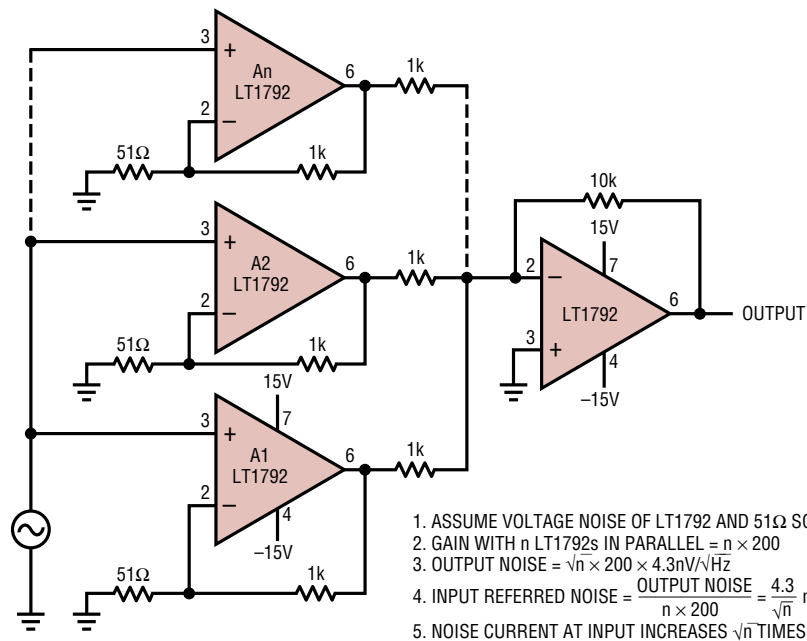 1k
3
+
An
LT1792
6
2
−
51Ω
1k
10k
15V
3
+
A2
LT1792
6
1k
2
−
7
2
−
LT1792
6
OUTPUT
51Ω
1k
3
+
4
15V
−15V
3
+
7
A1
LT1792
6
1k
2
−
4
−15V
51Ω
1k
1. ASSUME VOLTAGE NOISE OF LT1792 AND 51Ω
2. GAIN WITH n LT1792s IN PARALLEL = n × 200
3. OUTPUT NOISE = √n × 200 × 4.3nV/√Hz
4. INPUT REFERRED NOISE = OUTPUT NOISE / n × 200 = 4.3 / √n
5. NOISE CURRENT AT INPUT INCREASES √n TIMES